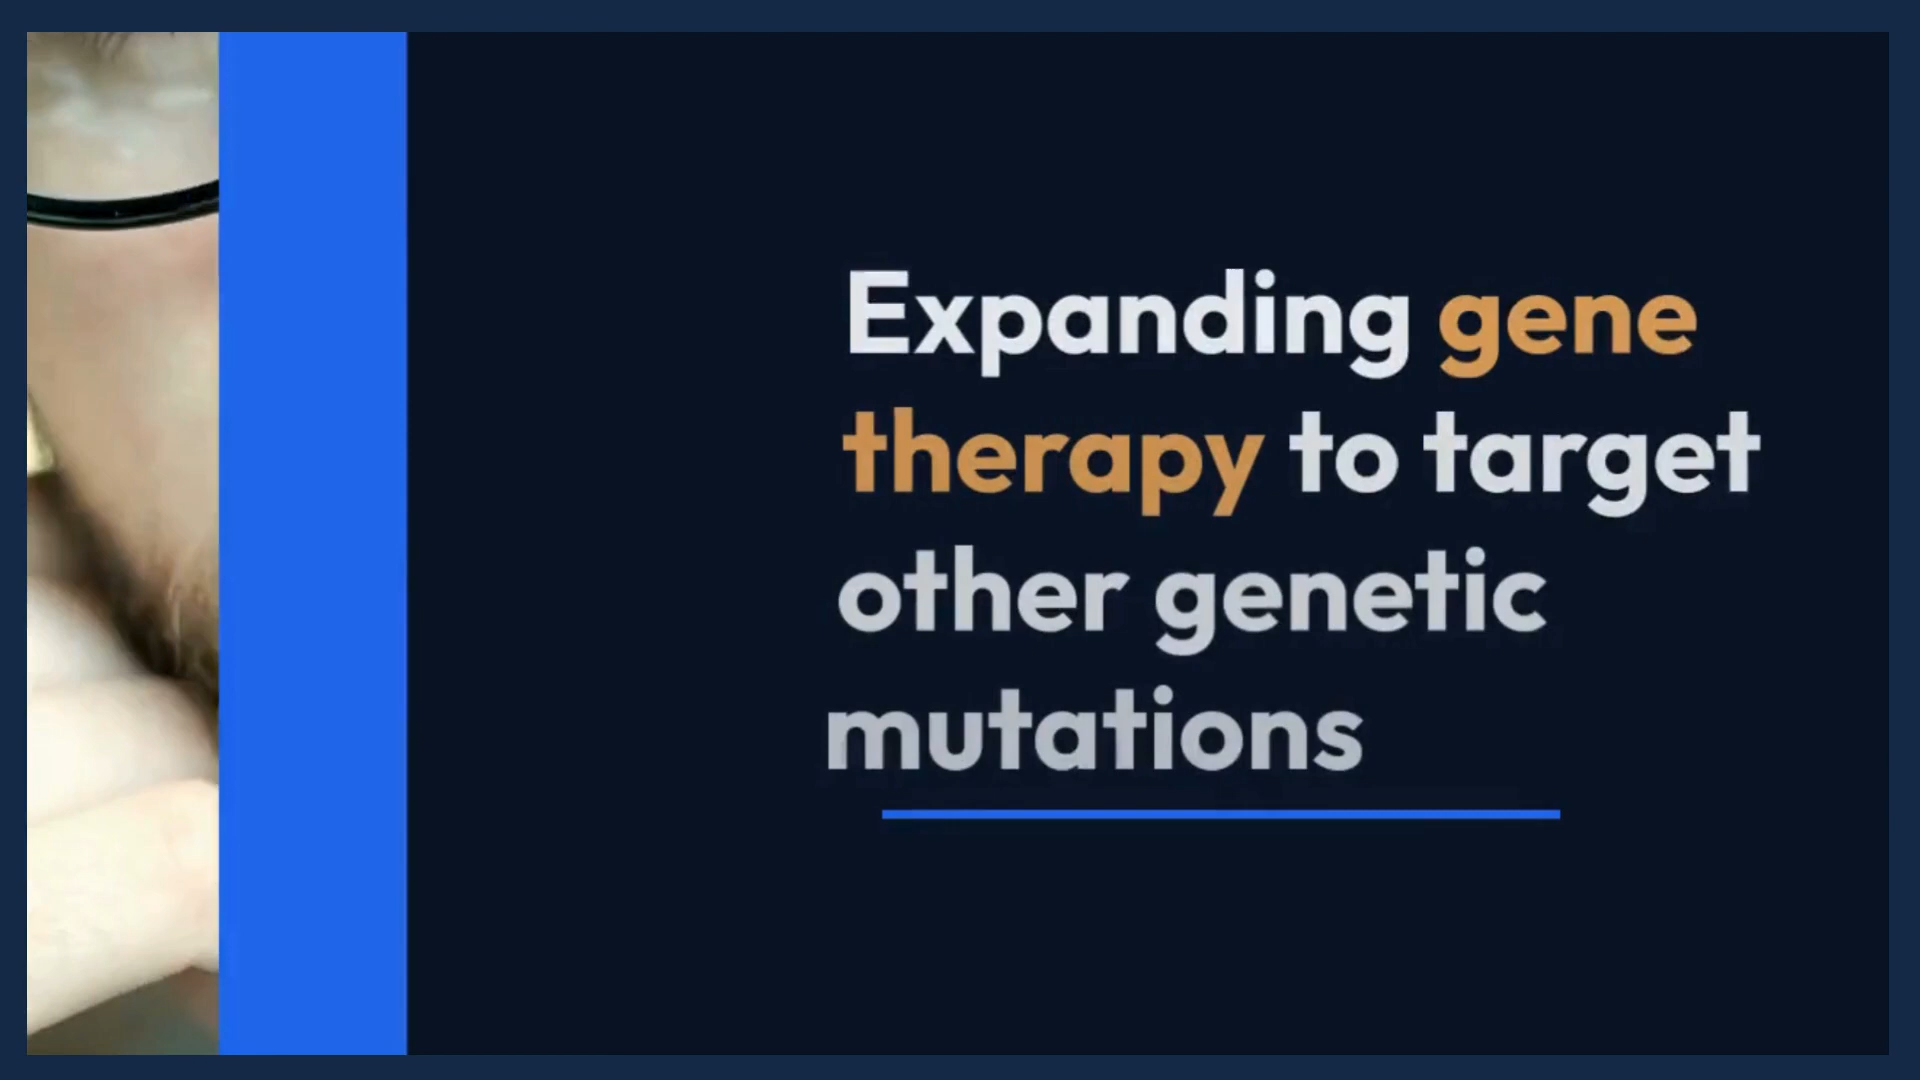 Expanding gene
therapy to target
other genetic
mutations